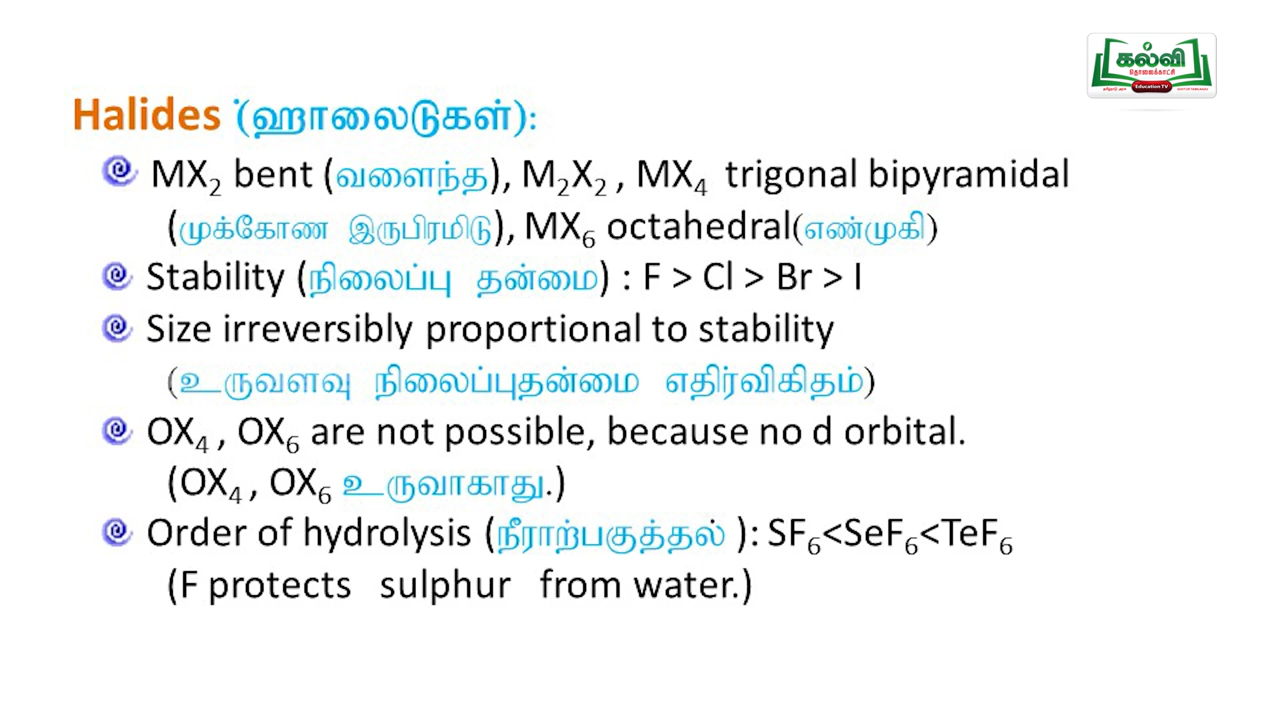 கல்வி
தொலைக்காட்சி
Education TV
Halides (ஹாலைடுகள்):
MX₂ bent (வளைந்த), M₂X₂ , MX₄ trigonal bipyramidal
(முக்கோண இருபிரமிடு), MX₆ octahedral(எண்முகி)
Stability (நிலைப்பு தன்மை) : F > Cl > Br > I
Size irreversibly proportional to stability
(உருவளவு நிலைப்புதன்மை எதிர்விகிதம்)
OX₄ , OX₆ are not possible, because no d orbital.
(OX₄ , OX₆ உருவாகாது.)
Order of hydrolysis (நீராற்பகுத்தல் ): SF₆<SeF₆<TeF₆
(F protects sulphur from water.)